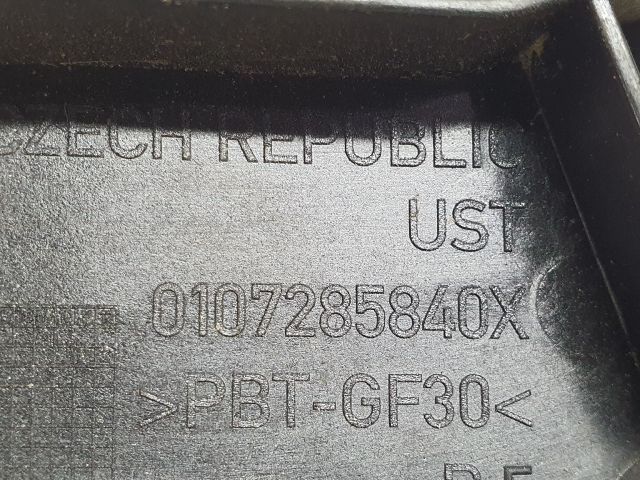 CZECH REPUBLIC
UST
0107285840X
>PBT-GF30<